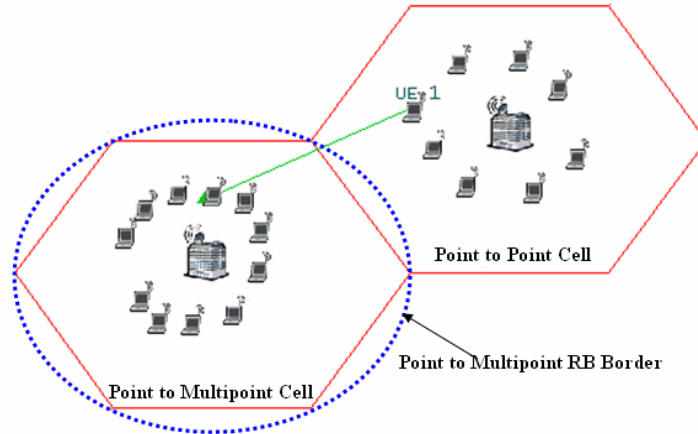 UE 1
Point to Point Cell
Point to Multipoint RB Border
Point to Multipoint Cell